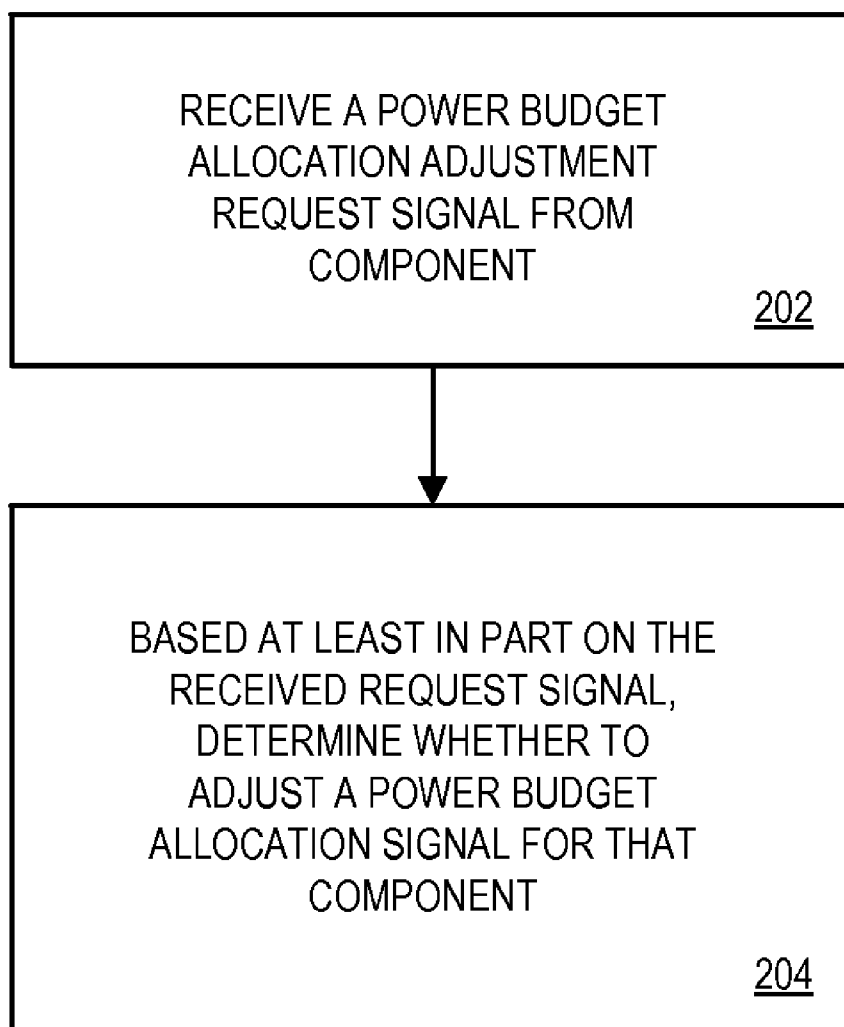 RECEIVE A POWER BUDGET
ALLOCATION ADJUSTMENT
REQUEST SIGNAL FROM
COMPONENT
202
BASED AT LEAST IN PART ON THE
RECEIVED REQUEST SIGNAL,
DETERMINE WHETHER TO
ADJUST A POWER BUDGET
ALLOCATION SIGNAL FOR THAT
COMPONENT
204